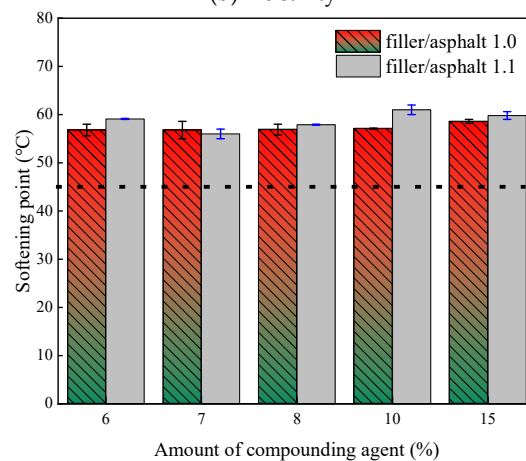 80
70
60
50
40
30
20
10
0
Softening point (℃)
filler/asphalt 1.0
filler/asphalt 1.1
6 7 8 10 15
Amount of compounding agent (%)